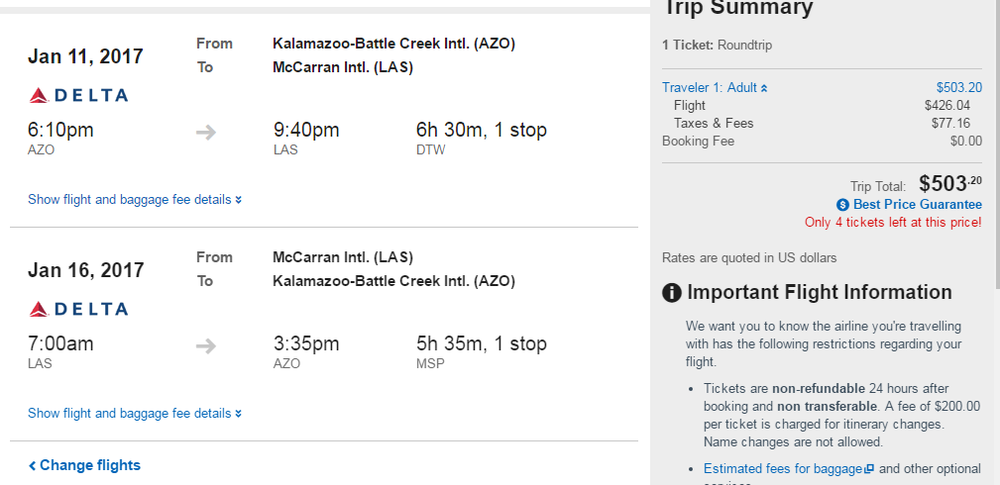 Jan 11, 2017
From Kalamazoo-Battle Creek Intl. (AZO)
To McCarran Intl. (LAS)
DELTA
6:10pm 9:40pm 6h 30m, 1 stop
AZO LAS DTW
Show flight and baggage fee details
Jan 16, 2017
From McCarran Intl. (LAS)
To Kalamazoo-Battle Creek Intl. (AZO)
DELTA
7:00am 3:35pm 5h 35m, 1 stop
LAS AZO MSP
Show flight and baggage fee details
Change flights
Trip Summary
1 Ticket: Roundtrip
Traveler 1: Adult $503.20
Flight $426.04
Taxes & Fees $77.16
Booking Fee $0.00
Trip Total: $503.20
Best Price Guarantee
Only 4 tickets left at this price!
Rates are quoted in US dollars
Important Flight Information
We want you to know the airline you're travelling
with has the following restrictions regarding your
flight.
• Tickets are non-refundable 24 hours after
booking and non transferable. A fee of $200.00
per ticket is charged for itinerary changes.
Name changes are not allowed.
• Estimated fees for baggage and other optional